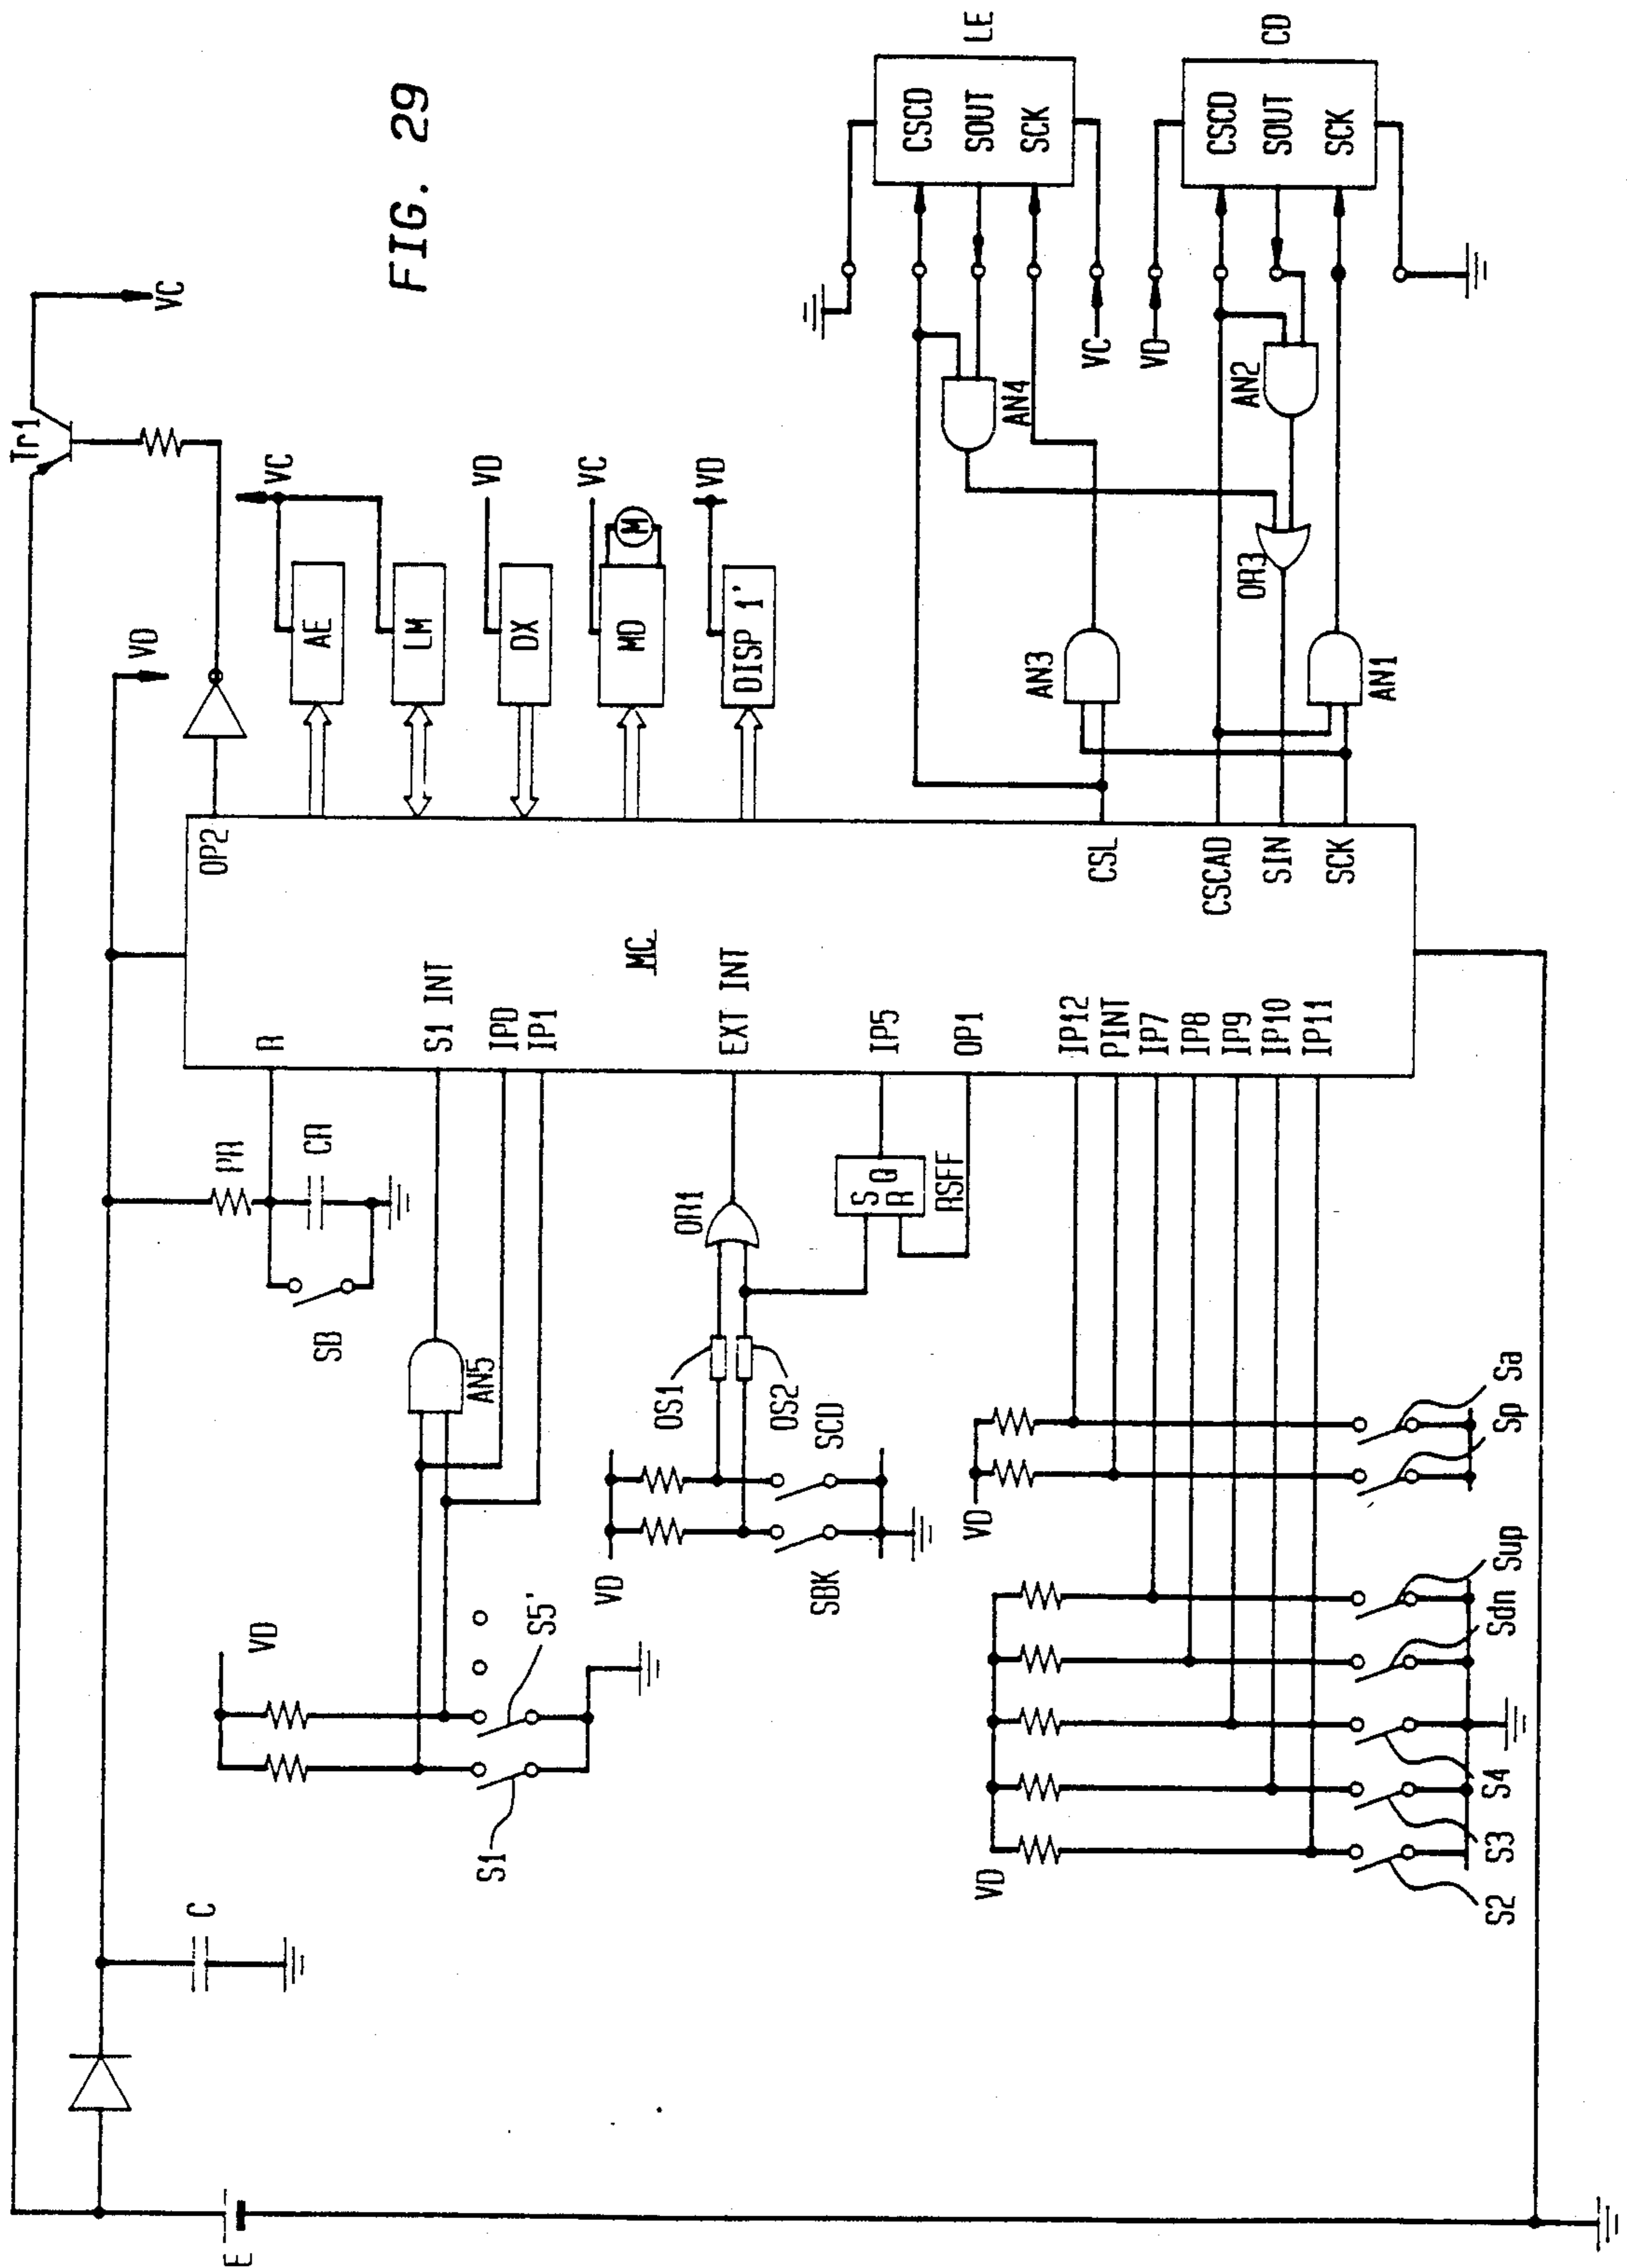 FIG. 29
Tr1
VC
VD
OP2
VC
AE
LM
VD
DX
VC
MD
M
VD
DISP 1'
E
C
PR
CR
SB
R
S1 INT
IP0
IP1
MC
EXT INT
IP5
OP1
IP12
PINT
IP7
IP8
IP9
IP10
IP11
CSL
CSCAD
SIN
SCK
AN5
VD
S5'
S1
OR1
OS1
OS2
SCD
SBK
VD
S
R
Q
RSFF
VD
Sa
Sp
VD
Sup
Sdn
S4
S3
S2
AN3
AN1
AN4
AN2
OR3
VC
VD
CSCD
SOUT
SCK
LE
CSCD
SOUT
SCK
CD